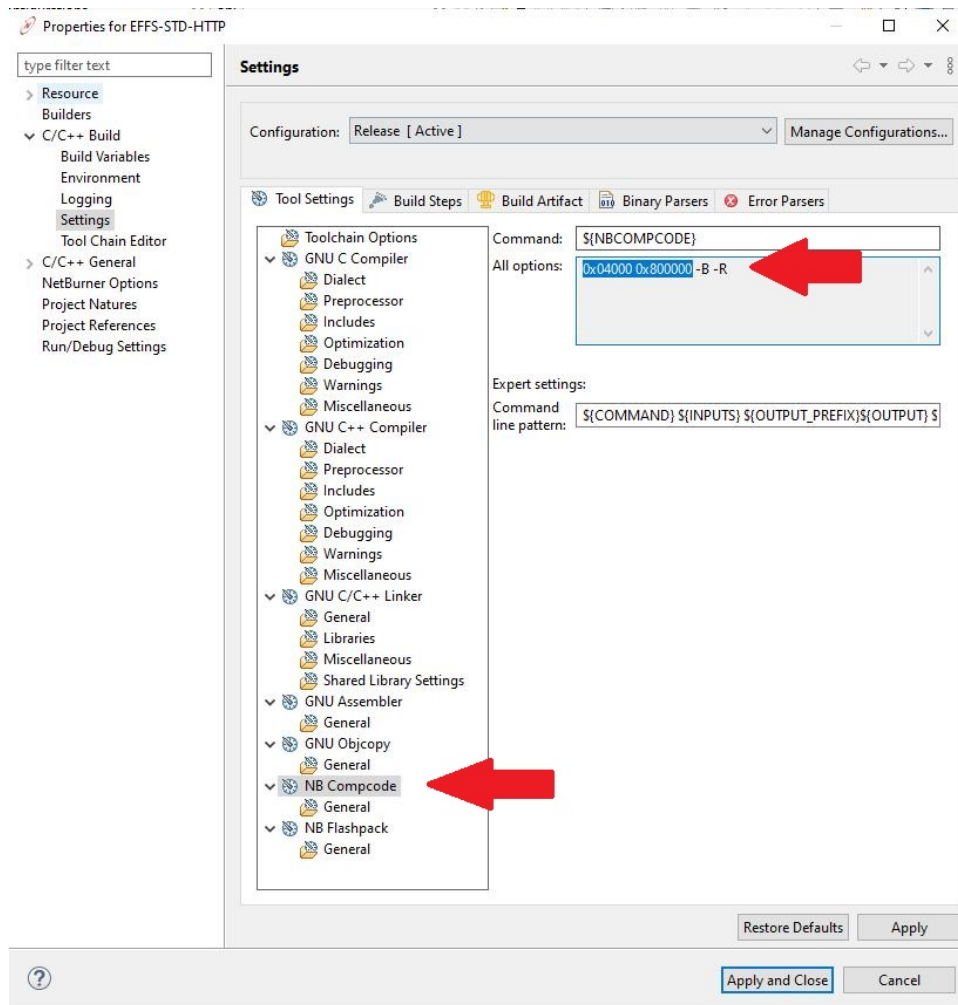 Properties for EFFS-STD-HTTP
type filter text
Resource
Builders
C/C++ Build
Build Variables
Environment
Logging
Settings
Tool Chain Editor
C/C++ General
NetBurner Options
Project Natures
Project References
Run/Debug Settings
Settings
Configuration: Release [ Active ] Manage Configurations...
Tool Settings Build Steps Build Artifact Binary Parsers Error Parsers
Toolchain Options
GNU C Compiler
Dialect
Preprocessor
Includes
Optimization
Debugging
Warnings
Miscellaneous
GNU C++ Compiler
Dialect
Preprocessor
Includes
Optimization
Debugging
Warnings
Miscellaneous
GNU C/C++ Linker
General
Libraries
Miscellaneous
Shared Library Settings
GNU Assembler
General
GNU Objcopy
General
NB Compcode
General
NB Flashpack
General
Command: ${NBCOMPCODE}
All options: 0x04000 0x800000 -B -R
Expert settings:
Command
line pattern: ${COMMAND} ${INPUTS} ${OUTPUT_PREFIX}${OUTPUT} $
Restore Defaults Apply
? Apply and Close Cancel